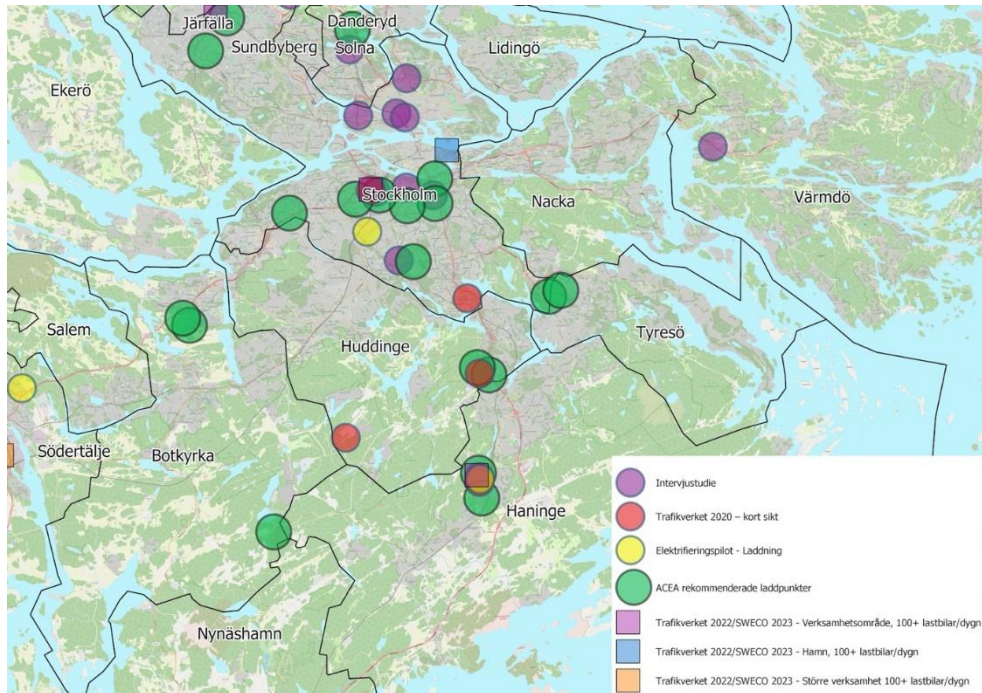 Danderyd
Järfälla
Sundbyberg
Solna
Lidingö
Ekerö
Stockholm
Nacka
Värmdö
Salem
Huddinge
Tyresö
Södertälje
Botkyrka
Haninge
Nynäshamn
Intervjustudie
Trafikverket 2020 – kort sikt
Elektrifieringspilot - Laddning
ACEA rekommenderade laddpunkter
Trafikverket 2022/SWECO 2023 - Verksamhetsområde, 100+ lastbilar/dygn
Trafikverket 2022/SWECO 2023 - Hamn, 100+ lastbilar/dygn
Trafikverket 2022/SWECO 2023 - Större verksamhet 100+ lastbilar/dygn